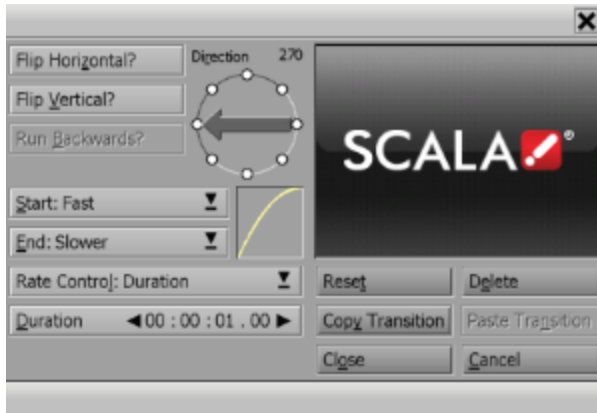 Flip Horizontal?
Direction 270
Flip Vertical?
Run Backwards?
SCALA!®
Start: Fast
End: Slower
Rate Control: Duration
Reset Delete
Duration 00 : 00 : 01 . 00
Copy Transition Paste Transition
Close Cancel